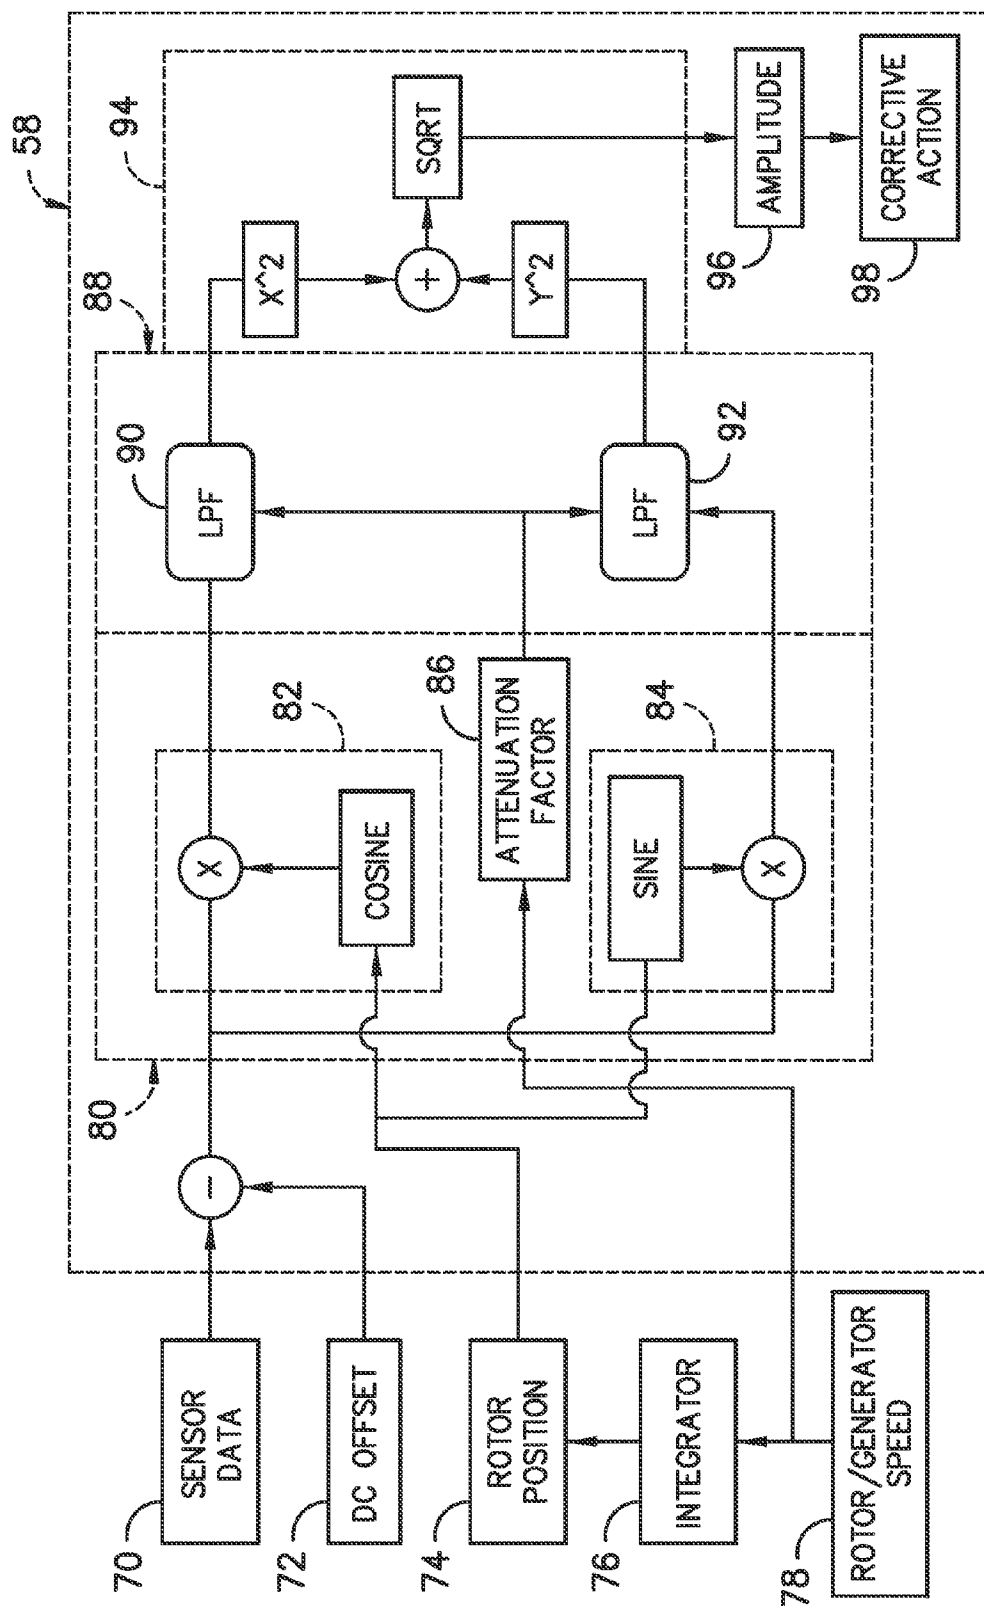 58
94
88
SQRT
X^2
+
Y^2
AMPLITUDE
96
CORRECTIVE
ACTION
98
90
LPF
LPF
92
82
X
COSINE
86
ATTENUATION
FACTOR
84
SINE
X
80
-
SENSOR
DATA
70
DC OFFSET
72
ROTOR
POSITION
74
INTEGRATOR
76
ROTOR/GENERATOR
SPEED
78